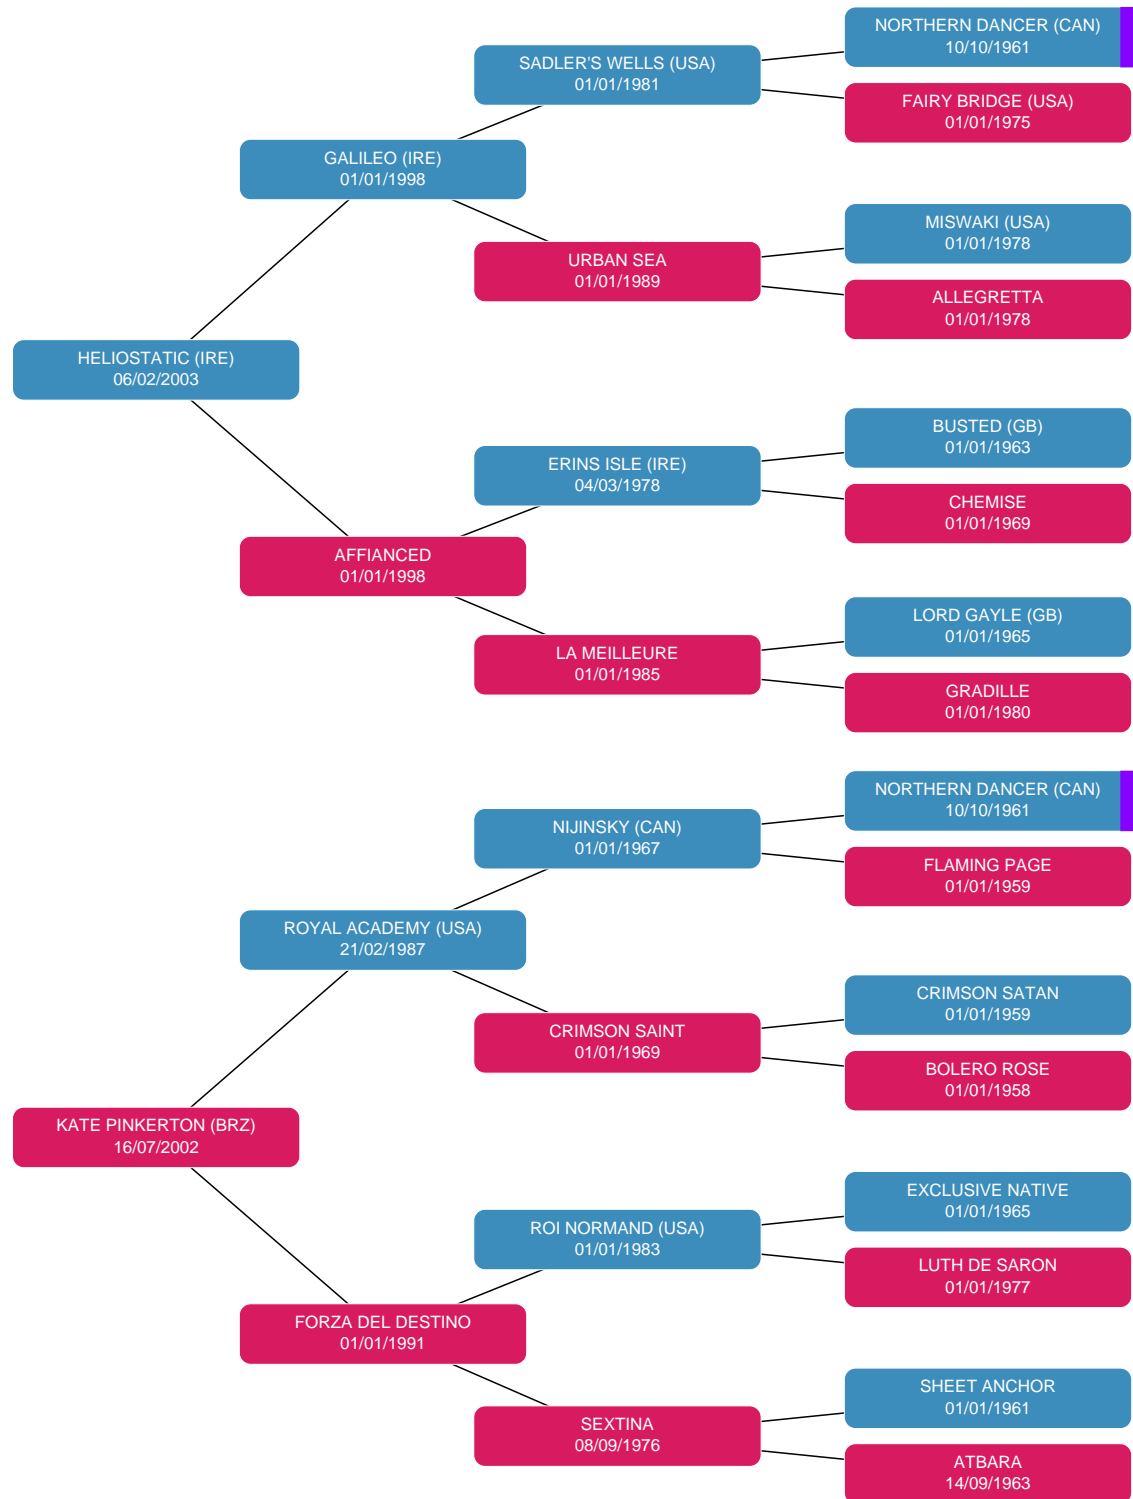 NORTHERN DANCER (CAN)
10/10/1961
SADLER'S WELLS (USA)
01/01/1981
FAIRY BRIDGE (USA)
01/01/1975
GALILEO (IRE)
01/01/1998
MISWAKI (USA)
01/01/1978
URBAN SEA
01/01/1989
ALLEGRETTA
01/01/1978
HELIOSTATIC (IRE)
06/02/2003
BUSTED (GB)
01/01/1963
ERINS ISLE (IRE)
04/03/1978
CHEMISE
01/01/1969
AFFIANCED
01/01/1998
LORD GAYLE (GB)
01/01/1965
LA MEILLEURE
01/01/1985
GRADILLE
01/01/1980
NORTHERN DANCER (CAN)
10/10/1961
NIJINSKY (CAN)
01/01/1967
FLAMING PAGE
01/01/1959
ROYAL ACADEMY (USA)
21/02/1987
CRIMSON SATAN
01/01/1959
CRIMSON SAINT
01/01/1969
BOLERO ROSE
01/01/1958
KATE PINKERTON (BRZ)
16/07/2002
EXCLUSIVE NATIVE
01/01/1965
ROI NORMAND (USA)
01/01/1983
LUTH DE SARON
01/01/1977
FORZA DEL DESTINO
01/01/1991
SHEET ANCHOR
01/01/1961
SEXTINA
08/09/1976
ATBARA
14/09/1963